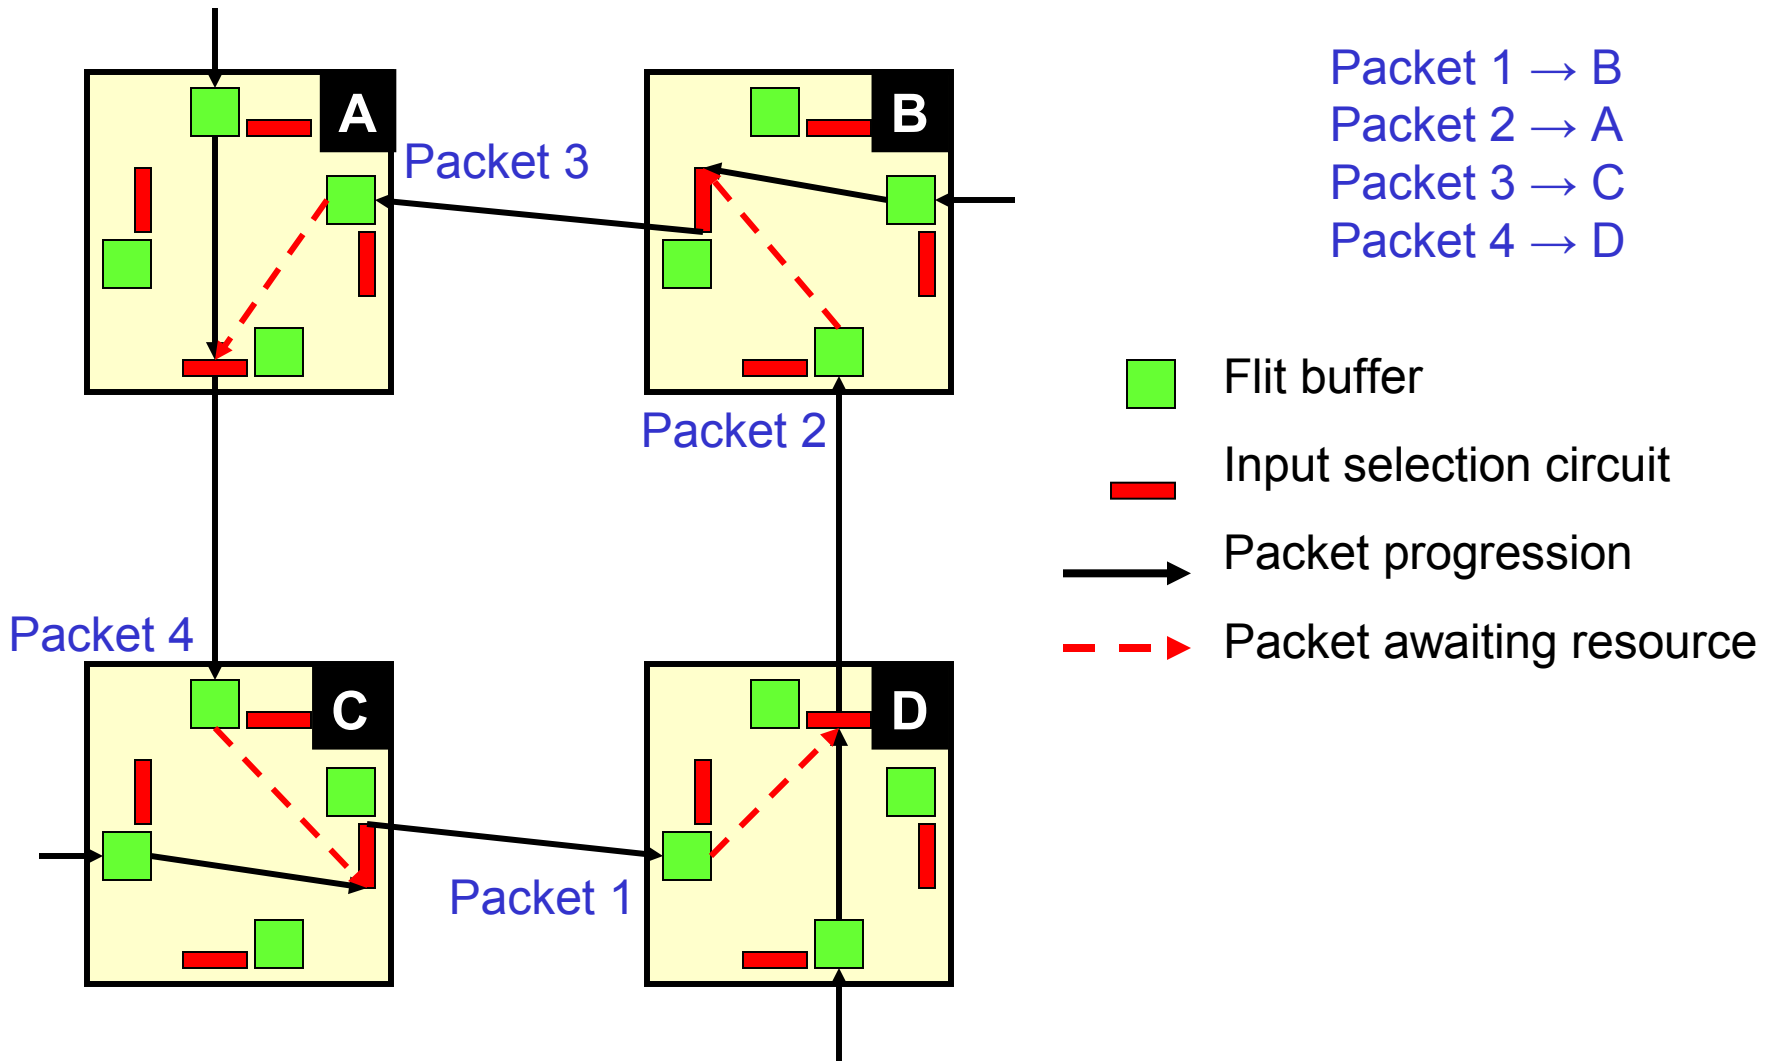 A
B
Packet 3
Packet 2
Packet 4
C
D
Packet 1
Packet 1 → B
Packet 2 → A
Packet 3 → C
Packet 4 → D
Flit buffer
Input selection circuit
Packet progression
Packet awaiting resource